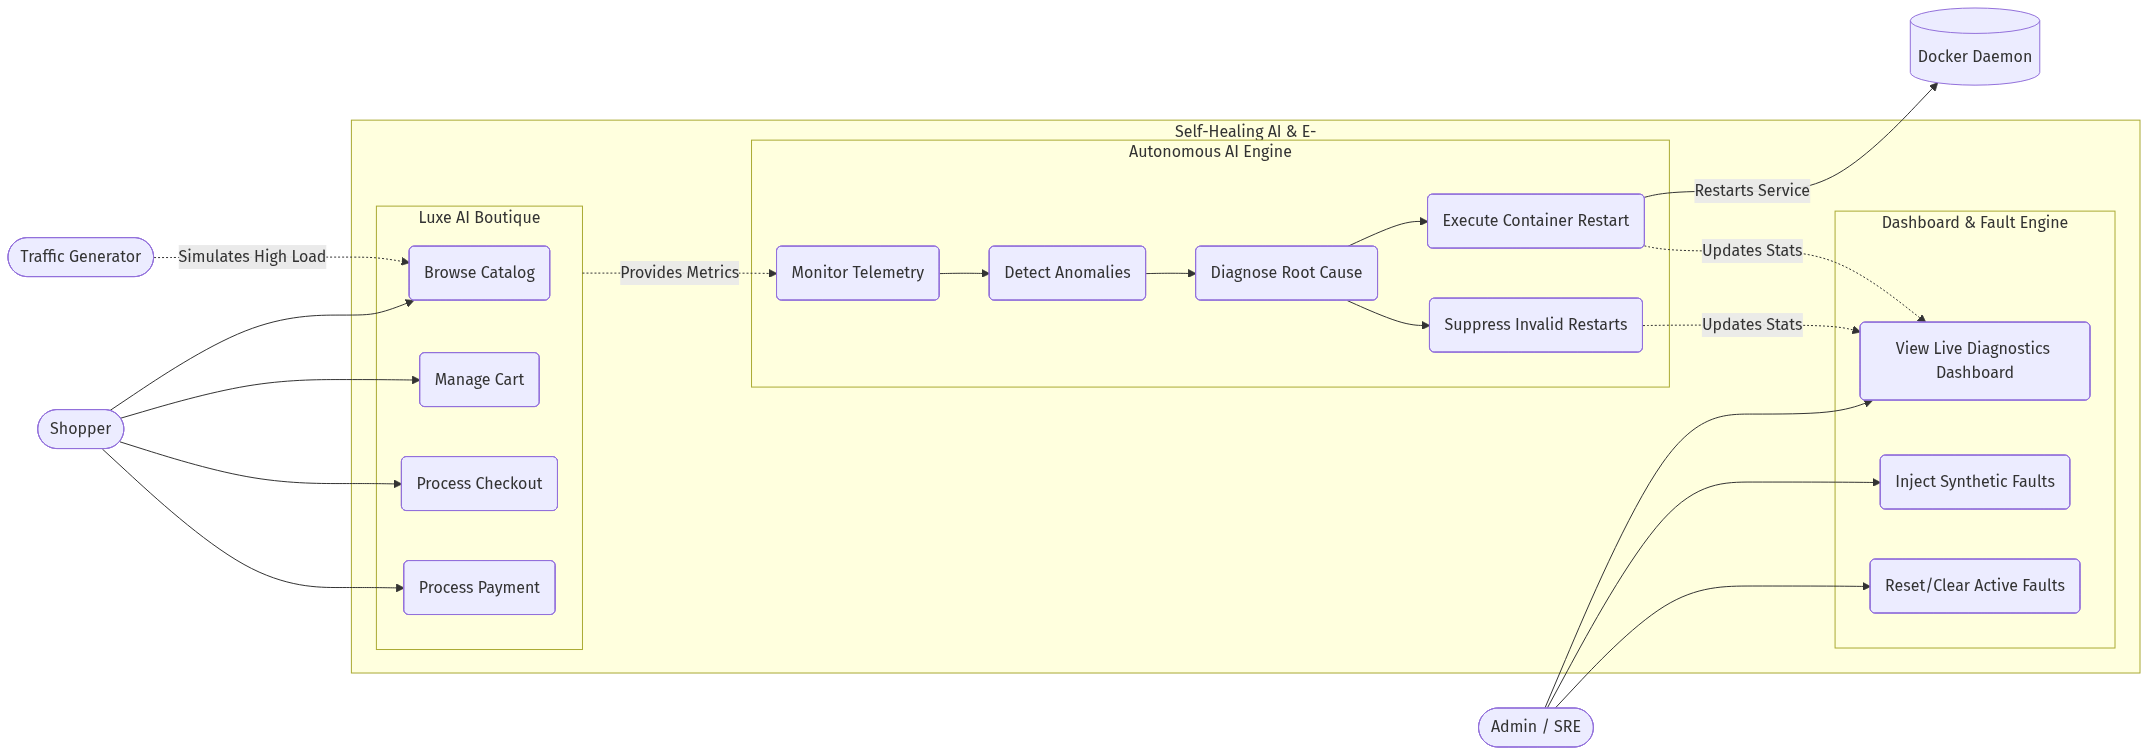 Docker Daemon
Self-Healing AI & E-
Autonomous AI Engine
Restarts Service
Luxe AI Boutique
Execute Container Restart
Dashboard & Fault Engine
Traffic Generator
Simulates High Load
Browse Catalog
Provides Metrics
Monitor Telemetry
Detect Anomalies
Diagnose Root Cause
Updates Stats
Suppress Invalid Restarts
Updates Stats
View Live Diagnostics
Dashboard
Manage Cart
Shopper
Process Checkout
Inject Synthetic Faults
Process Payment
Reset/Clear Active Faults
Admin / SRE